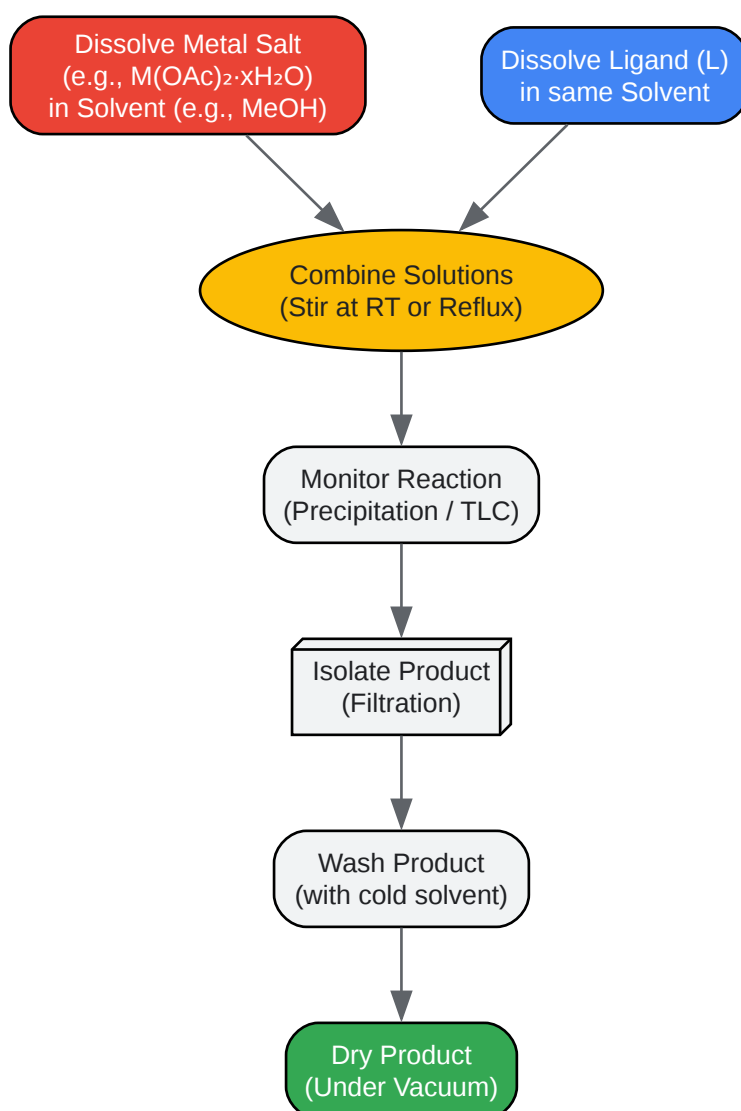 Dissolve Metal Salt
(e.g., M(OAc)₂·xH₂O)
in Solvent (e.g., MeOH)
Dissolve Ligand (L)
in same Solvent
Combine Solutions
(Stir at RT or Reflux)
Monitor Reaction
(Precipitation / TLC)
Isolate Product
(Filtration)
Wash Product
(with cold solvent)
Dry Product
(Under Vacuum)